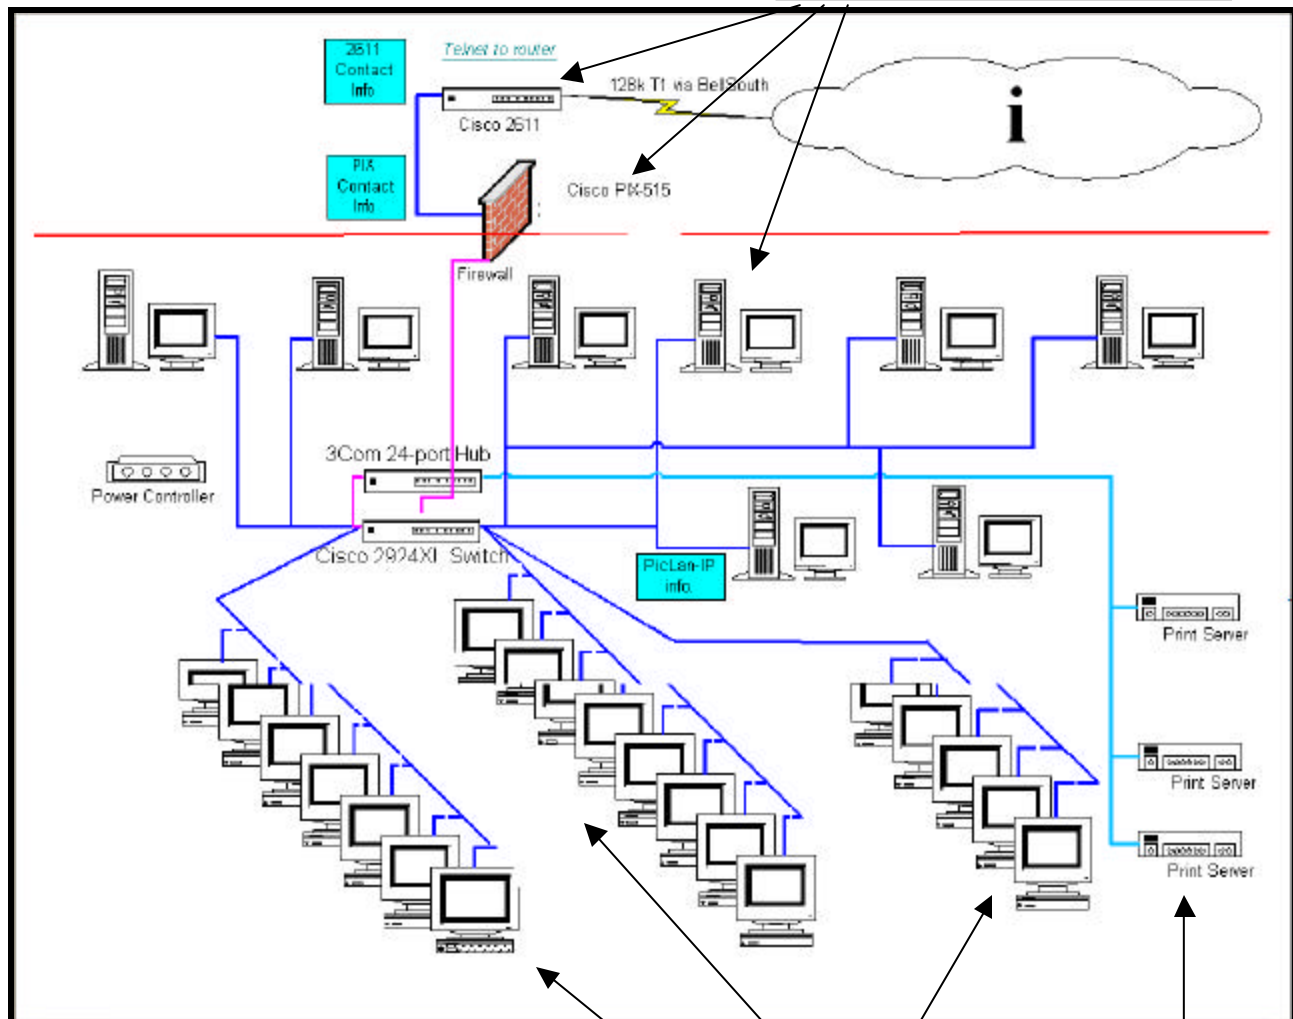 2611
Contact
Info
Telnet to router
128k T1 via BellSouth
i
Cisco 2611
PIX
Contact
Info
Cisco PIX-515
Firewall
3Com 24-port Hub
Power Controller
Cisco 2924XL Switch
PicLan-IP
info.
Print Server
Print Server
Print Server